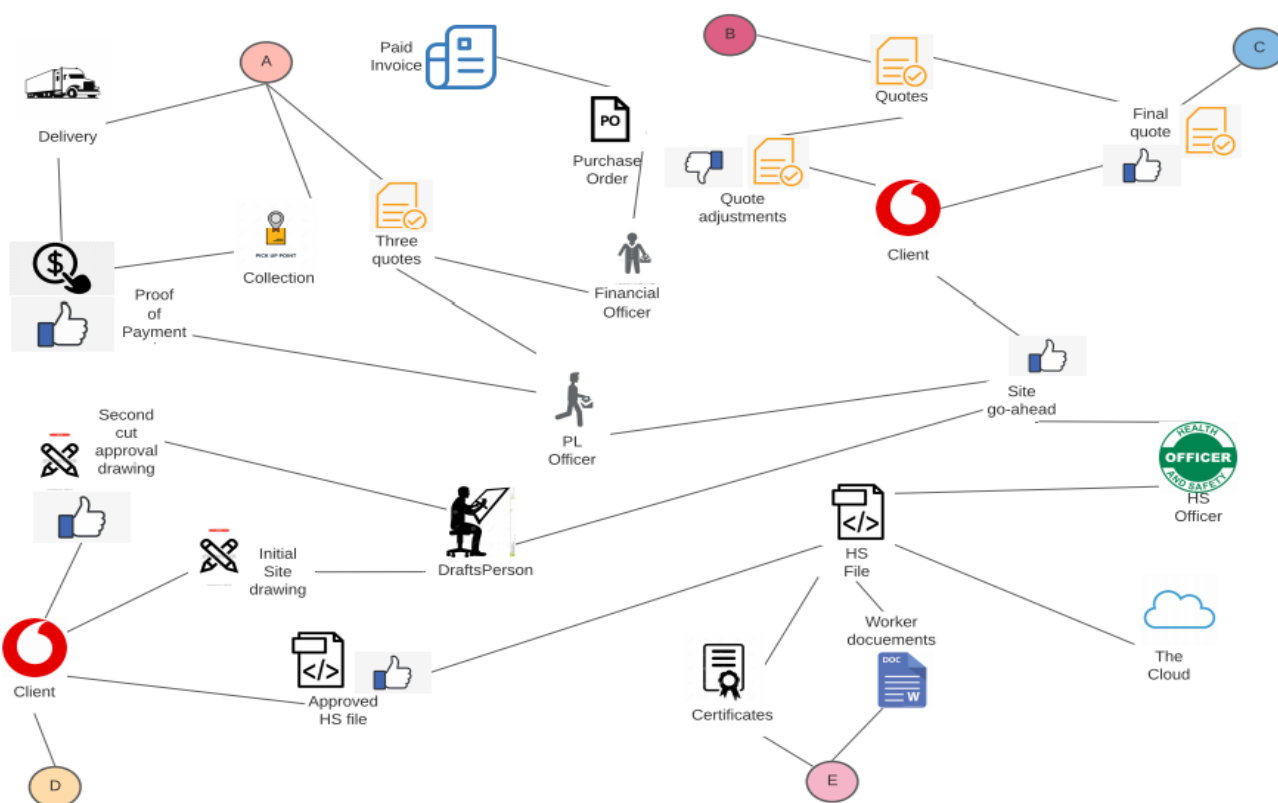 A
Paid
Invoice
B
C
Delivery
PO
Purchase
Order
Quotes
Final
quote
Quote
adjustments
Client
PICK UP POINT
Collection
Three
quotes
Financial
Officer
$
Proof
of
Payment
Site
go-ahead
PL
Officer
Second
cut
approval
drawing
HEALTH
OFFICER
AND SAFETY
HS
Officer
DraftsPerson
Initial
Site
drawing
</>
HS
File
Client
</>
Approved
HS file
Certificates
Worker
docuements
DOC
W
The
Cloud
D
E